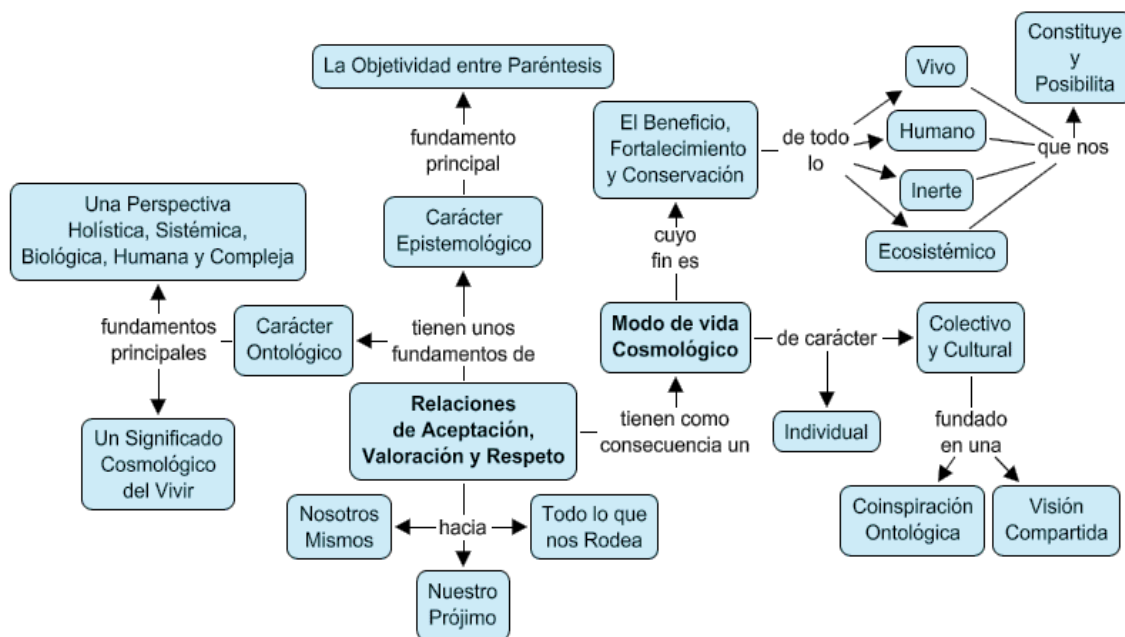 La Objetividad entre Paréntesis
fundamento
principal
Carácter
Epistemológico
Una Perspectiva
Holística, Sistémica,
Biológica, Humana y Compleja
fundamentos
principales
Carácter
Ontológico
tienen unos
fundamentos de
Un Significado
Cosmológico
del Vivir
Relaciones
de Aceptación,
Valoración y Respeto
hacia
Nosotros
Mismos
Todo lo que
nos Rodea
Nuestro
Prójimo
tienen como
consecuencia un
Modo de vida
Cosmológico
cuyo
fin es
El Beneficio,
Fortalecimiento
y Conservación
de todo
lo
Vivo
Humano
Inerte
Ecosistémico
que nos
Constituye
y
Posibilita
de carácter
Individual
Colectivo
y Cultural
fundado
en una
Coinspiración
Ontológica
Visión
Compartida